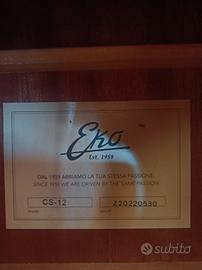 Eko
Est. 1959
DAL 1959 ABBIAMO LA TUA STESSA PASSIONE.
SINCE 1959 WE ARE DRIVEN BY THE SAME PASSION.
CS-12
Z20220530
subito